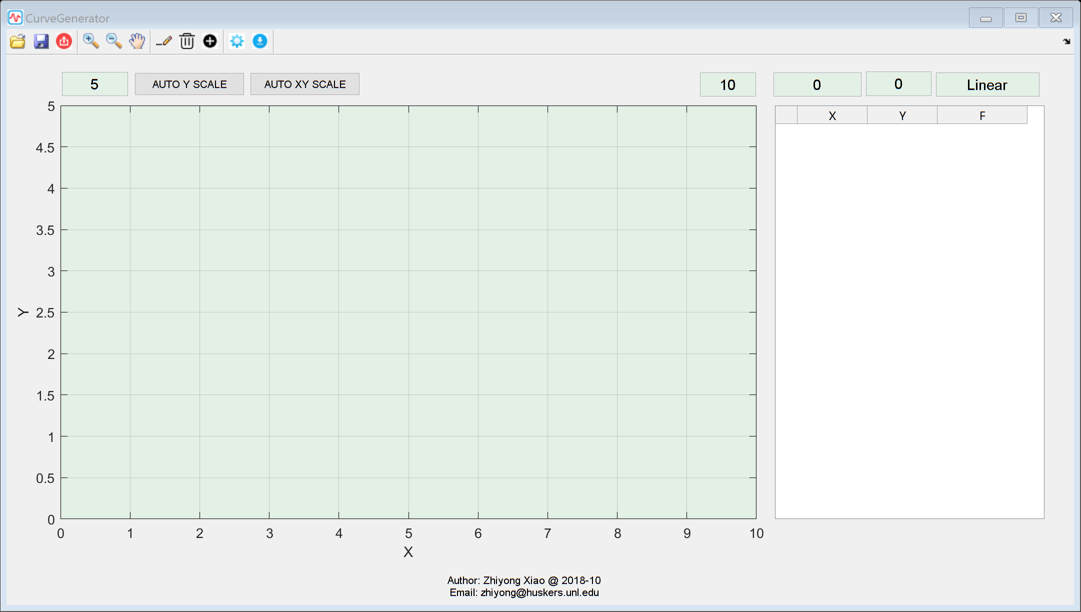 CurveGenerator
5 AUTO Y SCALE AUTO XY SCALE 10 0 0 Linear
X Y F
5
4.5
4
3.5
3
2.5
2
1.5
1
0.5
0
Y
0 1 2 3 4 5 6 7 8 9 10
X
Author: Zhiyong Xiao @ 2018-10
Email: zhiyong@huskers.unl.edu